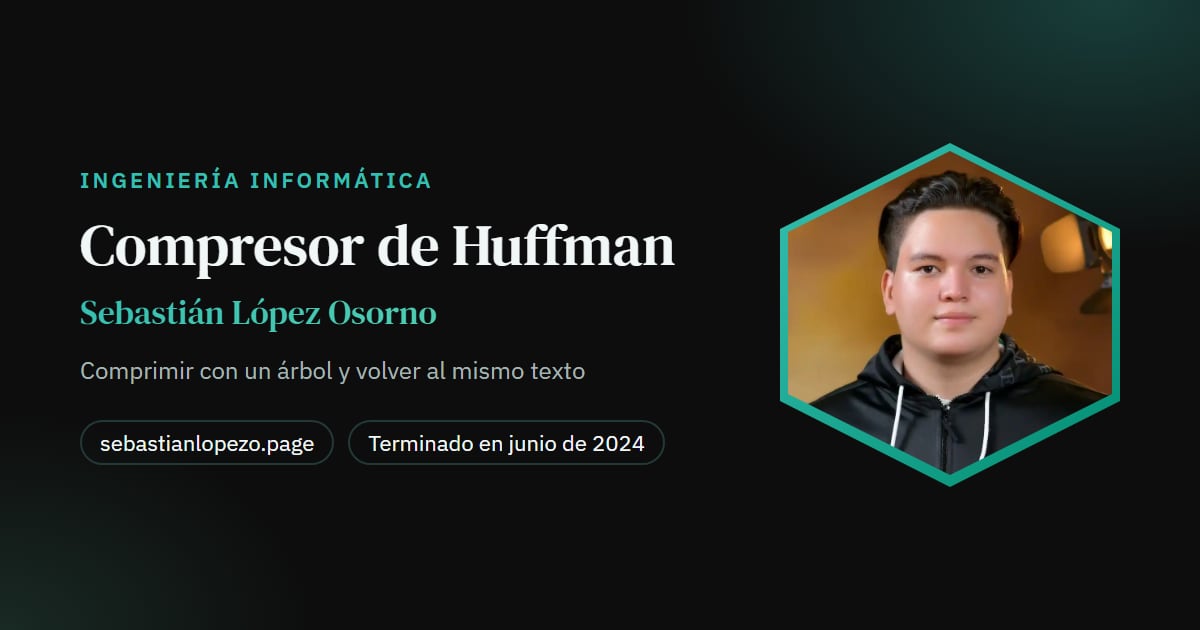 INGENIERÍA INFORMÁTICA
Compresor de Huffman
Sebastián López Osorno
Comprimir con un árbol y volver al mismo texto
sebastianlopezo.page
Terminado en junio de 2024